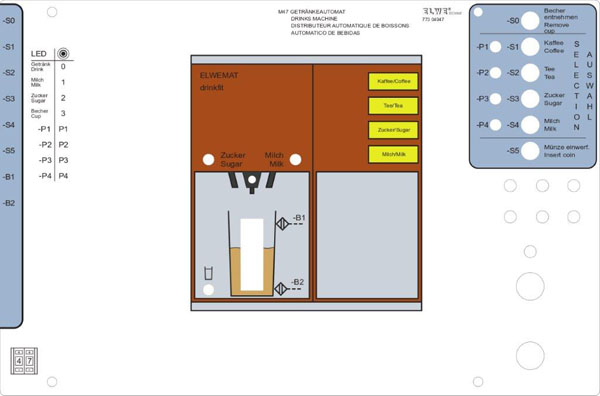 M47 GETRÄNKEAUTOMAT
DRINKS MACHINE
DISTRIBUTEUR AUTOMATIQUE DE BOISSONS
AUTOMATICO DE BEBIDAS
ELWE
773 04047
-S0
-S1
-S2
-S3
-S4
-S5
-B1
-B2
LED
Getränk
Drink
0
Milch
Milk
1
Zucker
Sugar
2
Becher
Cup
3
-P1 P1
-P2 P2
-P3 P3
-P4 P4
ELWEMAT
drinkfit
Kaffee/Coffee
Tee/Tea
Zucker/Sugar
Milch/Milk
Zucker
Sugar
Milch
Milk
-B1
-B2
-S0 Becher
entnehmen
Remove
cup
-P1 -S1 Kaffee
Coffee
-P2 -S2 Tee
Tea
-P3 -S3 Zucker
Sugar
-P4 -S4 Milch
Milk
-S5 Münze einwerf.
Insert coin
SELECTION
AUSWAHL
4 7